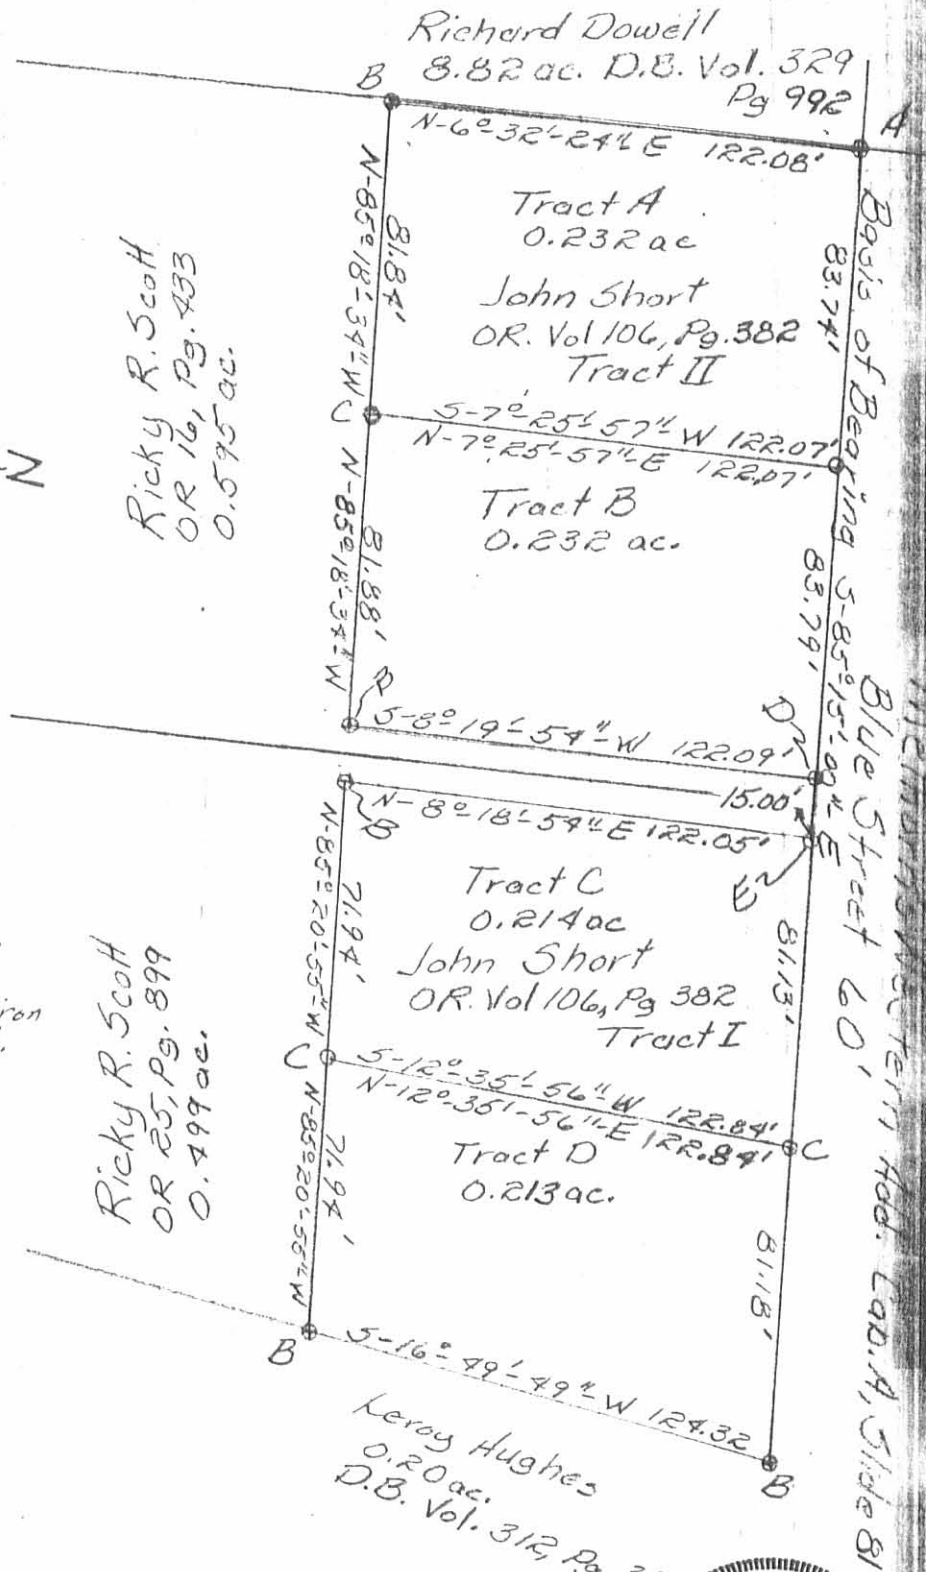 Richard Dowell
8.82 ac. D.B. Vol. 329
Pg 992
B
A
N-6°-32'-24"-E 122.08'
N-85°-18'-34"-W
81.84'
Tract A
0.232 ac
John Short
OR. Vol 106, Pg. 382
Tract II
83.74'
Basis of Bearing S-85°-15'-00"-E
Ricky R. Scott
OR 16, Pg. 433
0.595 ac.
N
C
S-7°-25'-57"-W 122.07'
N-7°-25'-57"-E 122.07'
Tract B
0.232 ac.
N-85°-18'-34"-W
81.88'
83.79'
S-8°-19'-54"-W 122.09'
D
15.00'
Blue Street 60'
B
N-8°-18'-54"-E 122.05'
N-85°-20'-55"-W
71.94'
Tract C
0.214 ac
John Short
OR. Vol 106, Pg 382
Tract I
81.13'
Ricky R. Scott
OR 25, Pg. 899
0.499 ac.
C
S-12°-35'-56"-W 122.84'
N-12°-35'-56"-E 122.84'
C
Tract D
0.213 ac.
N-85°-20'-55"-W
71.94'
81.18'
B
S-16°-49'-49"-W 124.32
B
Leroy Hughes
0.20 ac.
D.B. Vol. 312, Pg.
Add. Cab. A, Slide 81